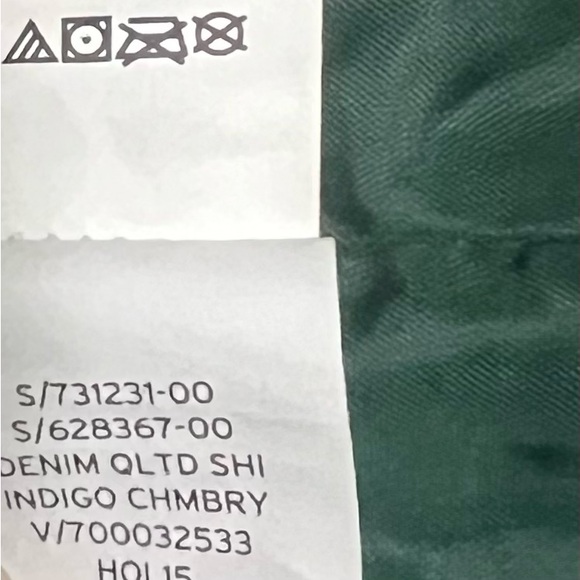 S/731231-00
S/628367-00
DENIM QLTD SHI
INDIGO CHMBRY
V/700032533
HOL15